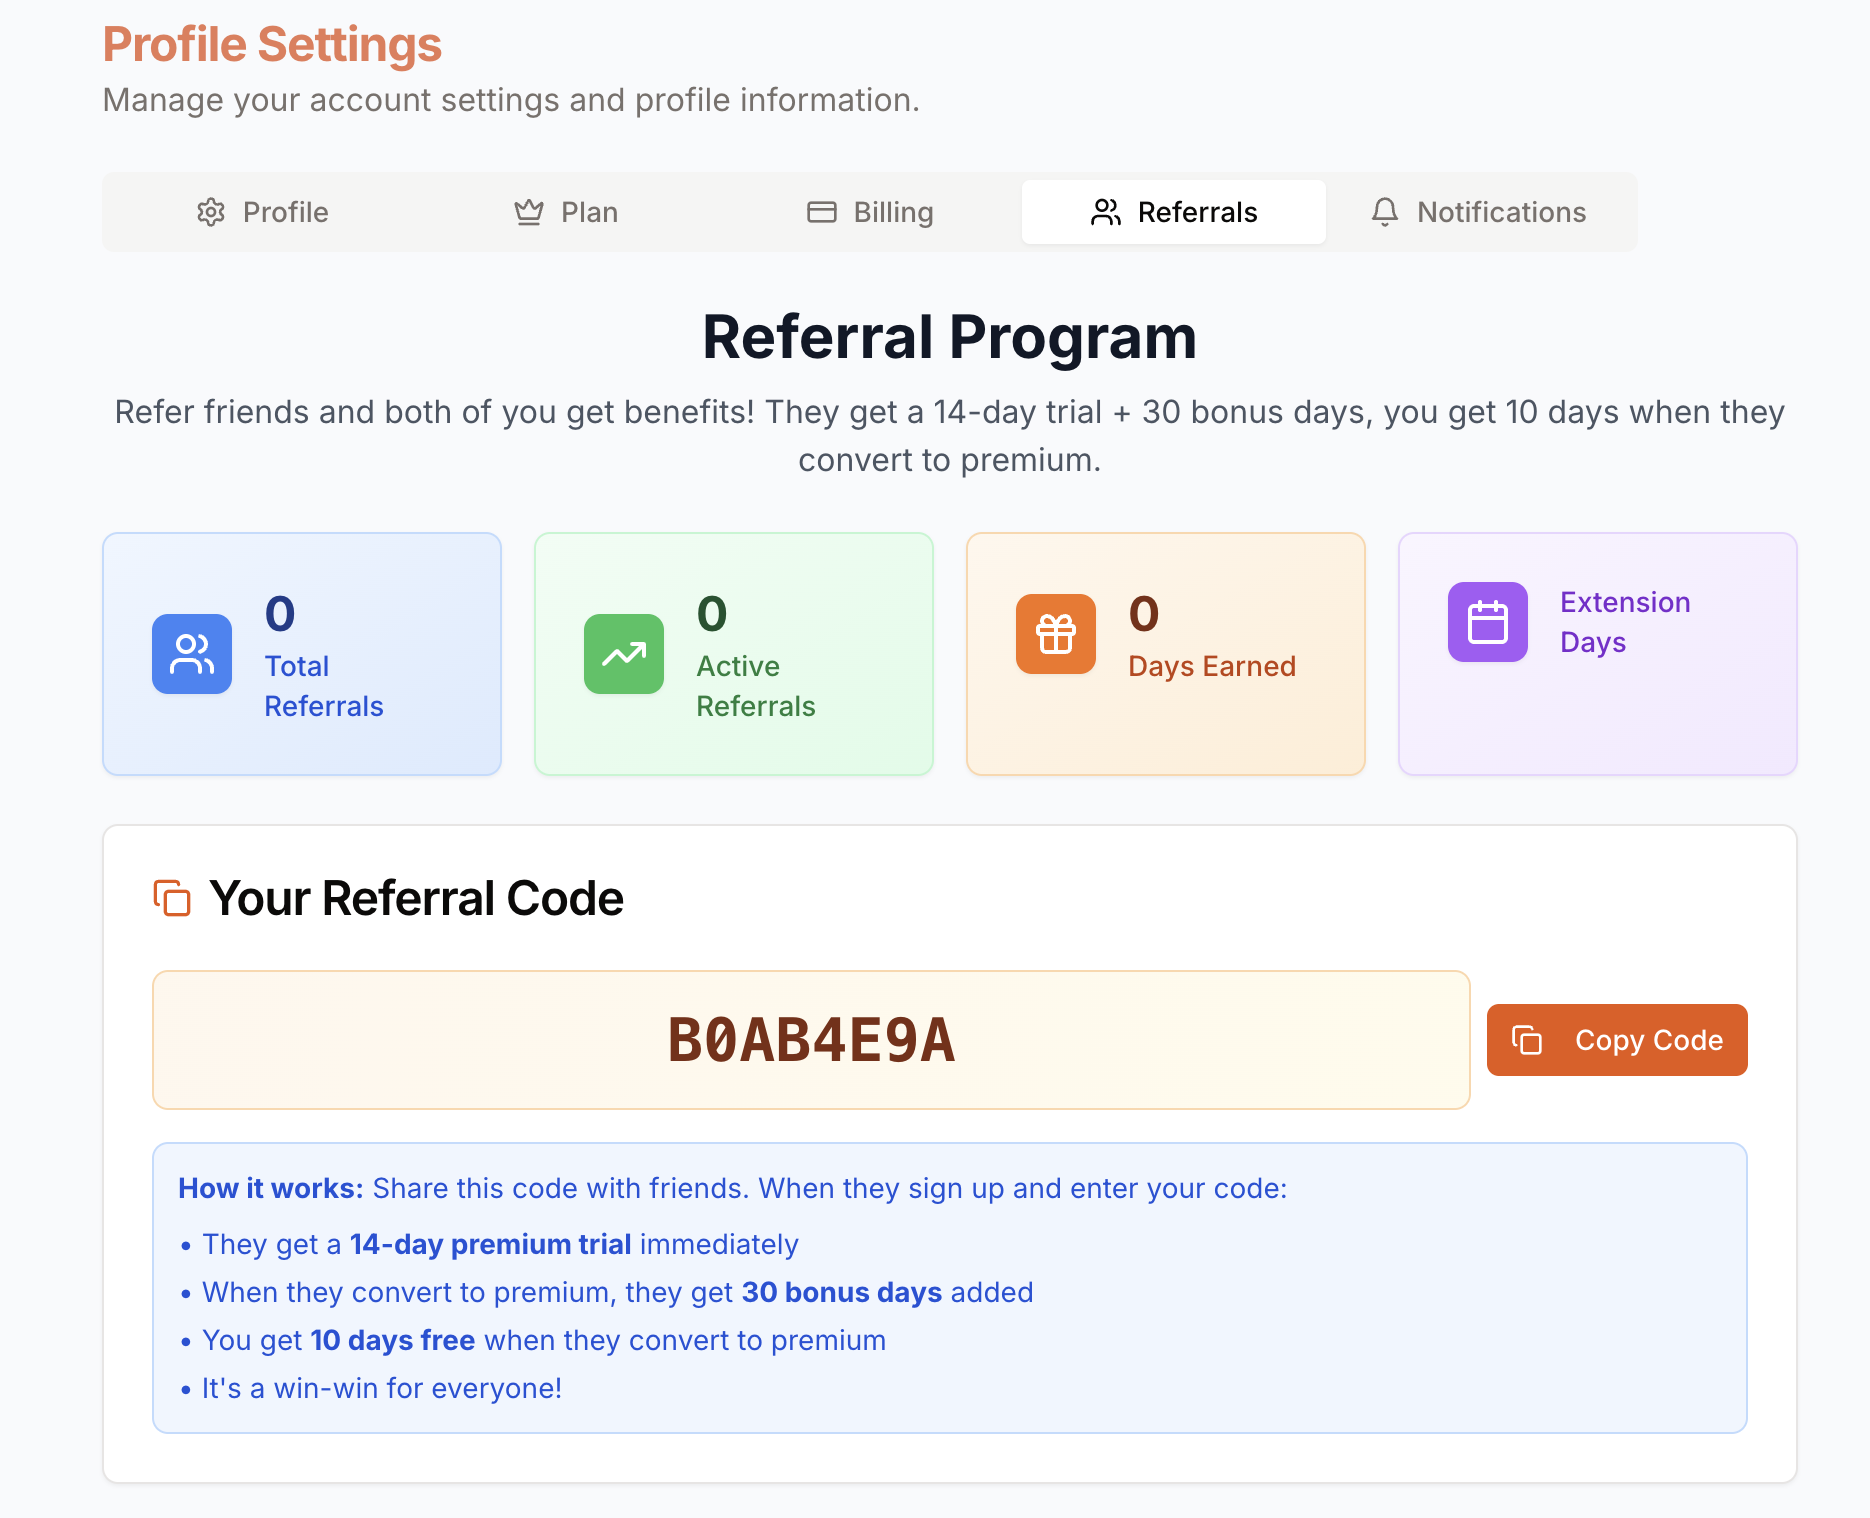 Profile Settings
Manage your account settings and profile information.
Profile
Plan
Billing
Referrals
Notifications
Referral Program
Refer friends and both of you get benefits! They get a 14-day trial + 30 bonus days, you get 10 days when they
convert to premium.
0
Total
Referrals
0
Active
Referrals
0
Days Earned
Extension
Days
Your Referral Code
B0AB4E9A
Copy Code
How it works: Share this code with friends. When they sign up and enter your code:
• They get a 14-day premium trial immediately
• When they convert to premium, they get 30 bonus days added
• You get 10 days free when they convert to premium
• It's a win-win for everyone!